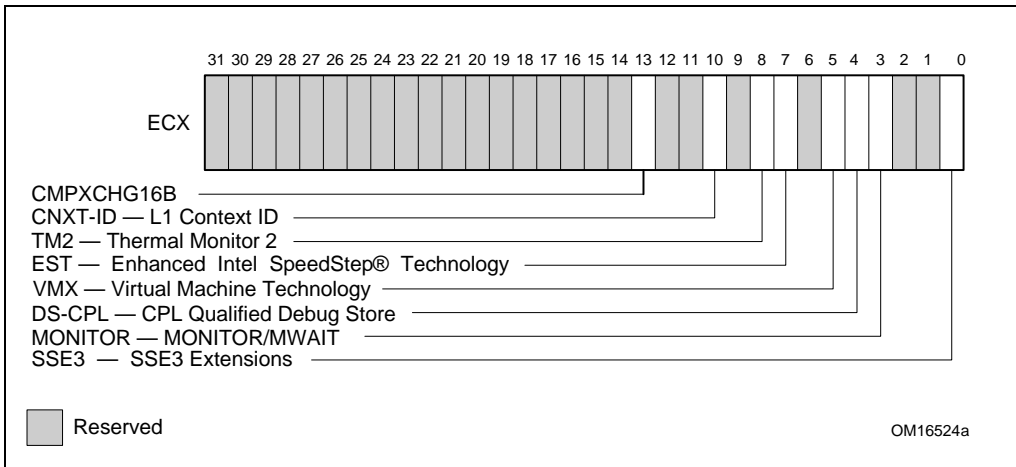 31 30 29 28 27 26 25 24 23 22 21 20 19 18 17 16 15 14 13 12 11 10 9 8 7 6 5 4 3 2 1 0
ECX
CMPXCHG16B
CNXT-ID — L1 Context ID
TM2 — Thermal Monitor 2
EST — Enhanced Intel SpeedStep® Technology
VMX — Virtual Machine Technology
DS-CPL — CPL Qualified Debug Store
MONITOR — MONITOR/MWAIT
SSE3 — SSE3 Extensions
Reserved
OM16524a